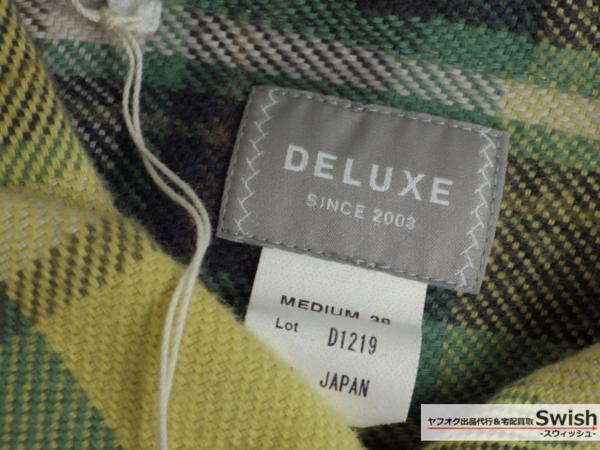 DELUXE
SINCE 2003
MEDIUM 38
Lot D1219
JAPAN
ヤフオク出品代行&宅配買取 Swish
-スウィッシュ-